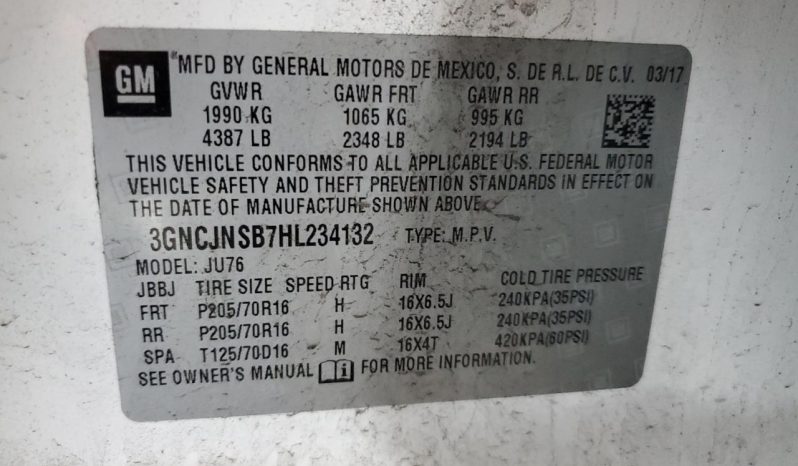 GM
*MFD BY GENERAL MOTORS DE MEXICO, S. DE R.L. DE C.V. 03/17
GVWR GAWR FRT GAWR RR
1990 KG 1065 KG 995 KG
4387 LB 2348 LB 2194 LB
THIS VEHICLE CONFORMS TO ALL APPLICABLE U.S. FEDERAL MOTOR
VEHICLE SAFETY AND THEFT PREVENTION STANDARDS IN EFFECT ON
THE DATE OF MANUFACTURE SHOWN ABOVE.
3GNCJNSB7HL234132 TYPE: M.P.V.
MODEL: JU76
JBBJ TIRE SIZE SPEED RTG RIM COLD TIRE PRESSURE
FRT P205/70R16 H 16X6.5J 240KPA(35PSI)
RR P205/70R16 H 16X6.5J 240KPA(35PSI)
SPA T125/70D16 M 16X4T 420KPA(60PSI)
SEE OWNER'S MANUAL i FOR MORE INFORMATION.